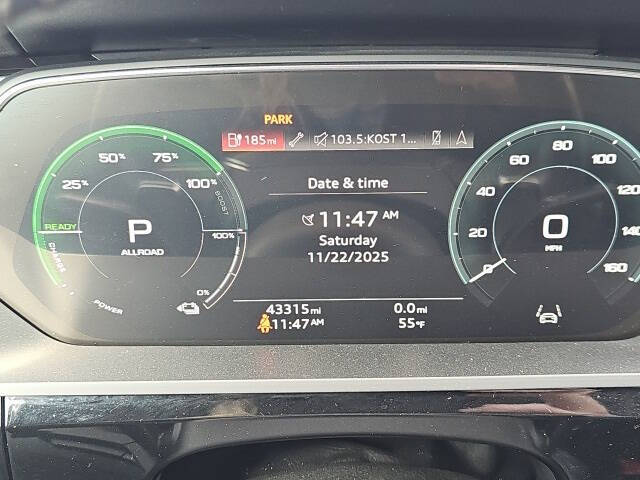 PARK
185 mi 103.5:KOST 1...
50% 75%
25% 100%
BOOST
READY
CHARGE
P
ALLROAD
100%
0%
POWER
Date & time
11:47 AM
Saturday
11/22/2025
43315 mi 0.0 mi
11:47 AM 55°F
60 80 100
40 120
20 140
0 160
0
MPH